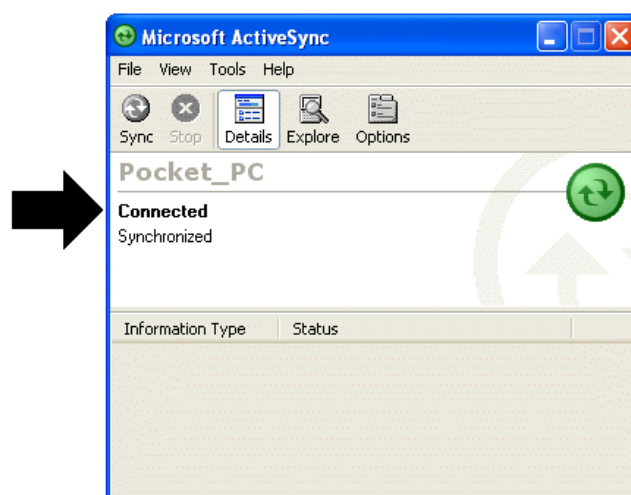 Microsoft ActiveSync
File View Tools Help
Sync Stop Details Explore Options
Pocket_PC
Connected
Synchronized
Information Type Status